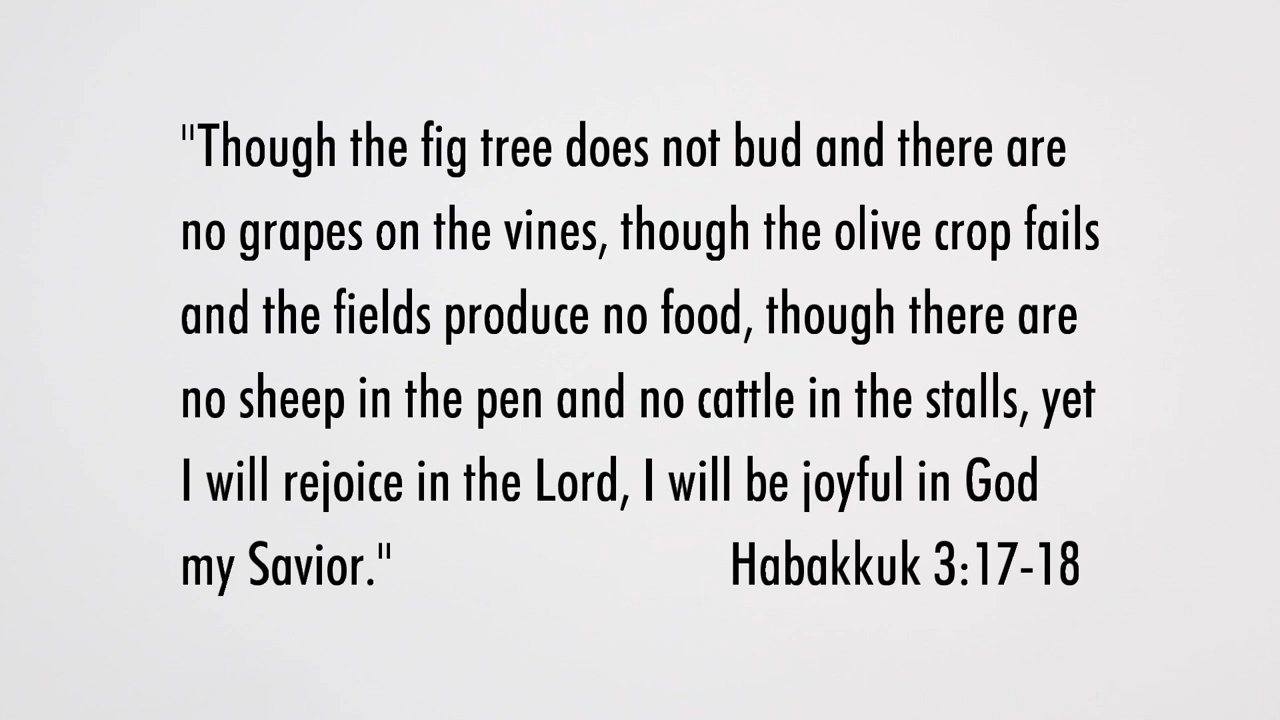 "Though the fig tree does not bud and there are
no grapes on the vines, though the olive crop fails
and the fields produce no food, though there are
no sheep in the pen and no cattle in the stalls, yet
I will rejoice in the Lord, I will be joyful in God
my Savior." Habakkuk 3:17-18